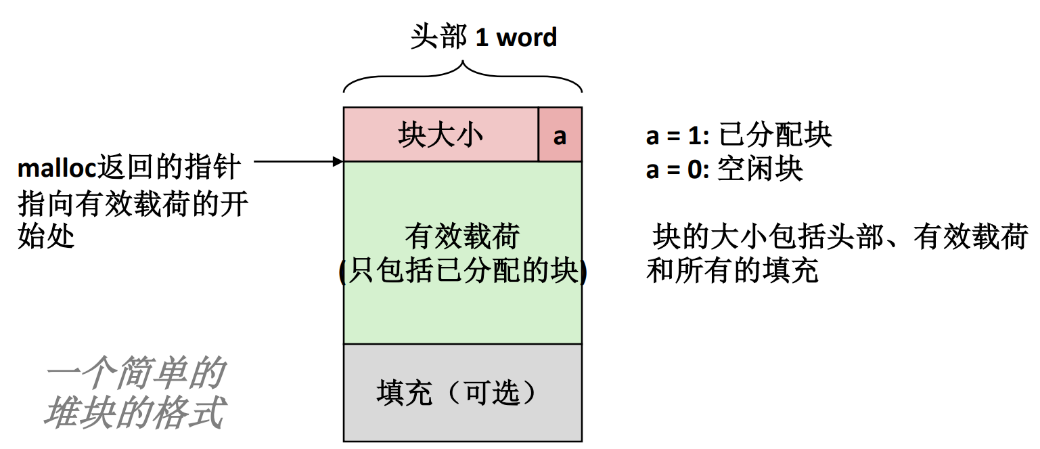 头部 1 word
块大小
a
a = 1: 已分配块
a = 0: 空闲块
malloc返回的指针
指向有效载荷的开
始处
有效载荷
(只包括已分配的块)
块的大小包括头部、有效载荷
和所有的填充
一个简单的
堆块的格式
填充（可选）